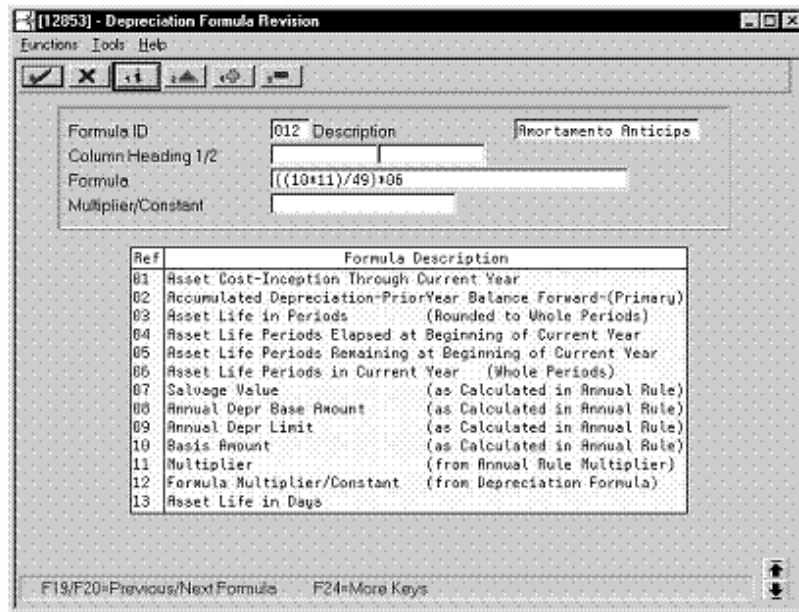 [12853] - Depreciation Formula Revision
Functions Tools Help
Formula ID 012 Description Amortamento Anticipa
Column Heading 1/2
Formula ((10*11)/49)*06
Multiplier/Constant
Ref Formula Description
01 Asset Cost-Inception Through Current Year
02 Accumulated Depreciation-PriorYear Balance Forward-(Primary)
03 Asset Life in Periods (Rounded to Whole Periods)
04 Asset Life Periods Elapsed at Beginning of Current Year
05 Asset Life Periods Remaining at Beginning of Current Year
06 Asset Life Periods in Current Year (Whole Periods)
07 Salvage Value (as Calculated in Annual Rule)
08 Annual Depr Base Amount (as Calculated in Annual Rule)
09 Annual Depr Limit (as Calculated in Annual Rule)
10 Basis Amount (as Calculated in Annual Rule)
11 Multiplier (from Annual Rule Multiplier)
12 Formula Multiplier/Constant (from Depreciation Formula)
13 Asset Life in Days
F19/F20=Previous/Next Formula F24=More Keys